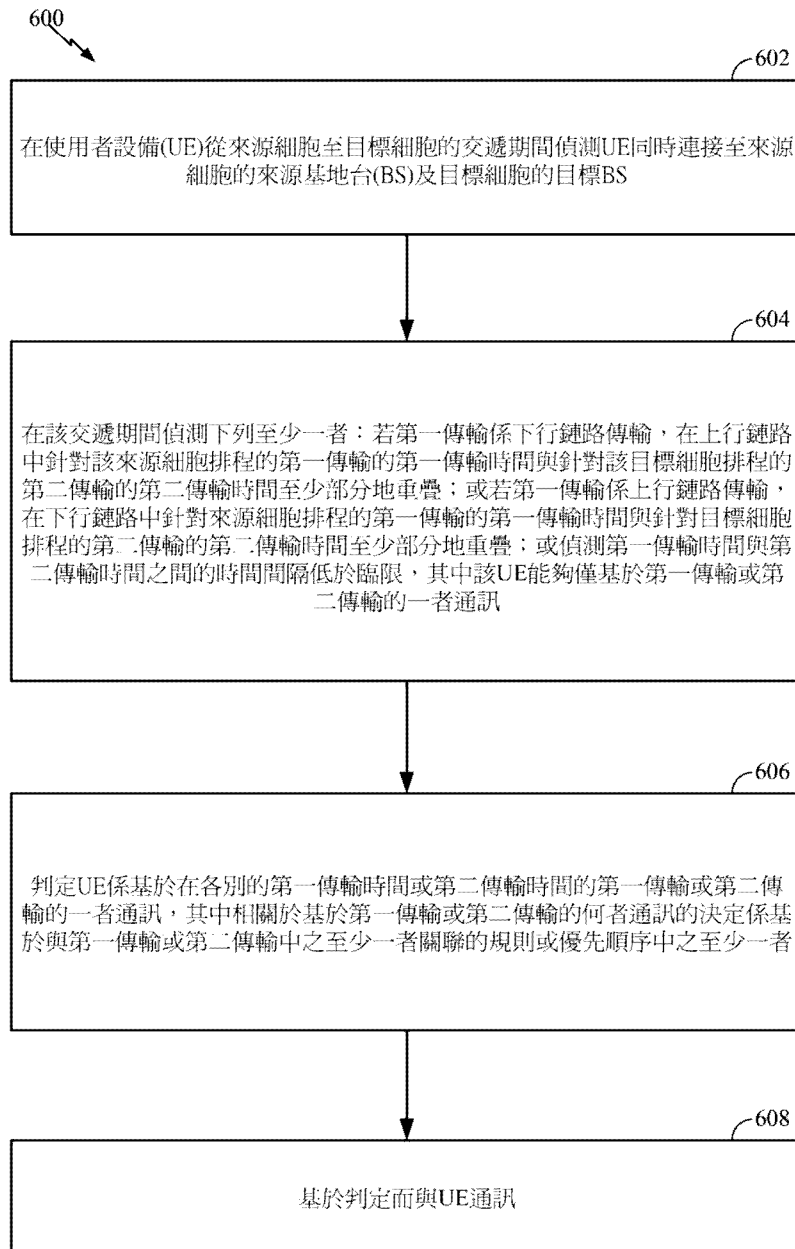 600
602
在使用者設備(UE)從來源細胞至目標細胞的交遞期間偵測UE同時連接至來源
細胞的來源基地台(BS)及目標細胞的目標BS
604
在該交遞期間偵測下列至少一者：若第一傳輸係下行鏈路傳輸，在上行鏈路
中針對該來源細胞排程的第一傳輸的第一傳輸時間與針對該目標細胞排程的
第二傳輸的第二傳輸時間至少部分地重疊；或若第一傳輸係上行鏈路傳輸，
在下行鏈路中針對來源細胞排程的第一傳輸的第一傳輸時間與針對目標細胞
排程的第二傳輸的第二傳輸時間至少部分地重疊；或偵測第一傳輸時間與第
二傳輸時間之間的時間間隔低於臨限，其中該UE能夠僅基於第一傳輸或第
二傳輸的一者通訊
606
判定UE係基於在各別的第一傳輸時間或第二傳輸時間的第一傳輸或第二傳
輸的一者通訊，其中相關於基於第一傳輸或第二傳輸的何者通訊的決定係基
於與第一傳輸或第二傳輸中之至少一者關聯的規則或優先順序中之至少一者
608
基於判定而與UE通訊